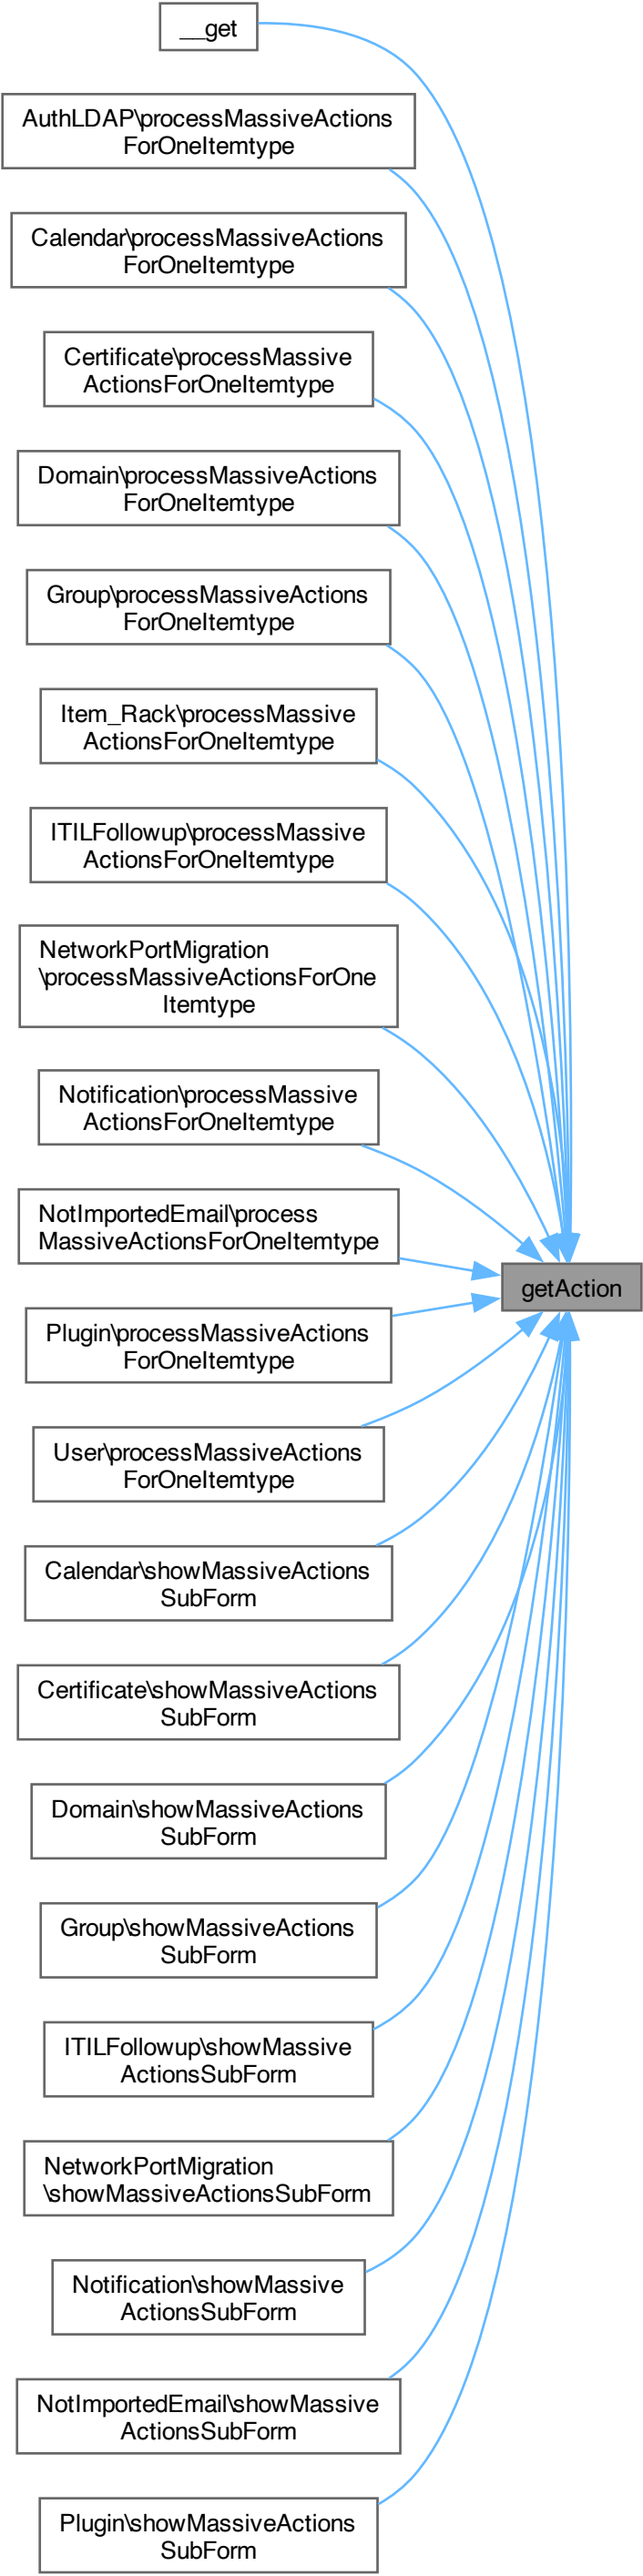 __get
AuthLDAP\processMassiveActions
ForOneItemtype
Calendar\processMassiveActions
ForOneItemtype
Certificate\processMassive
ActionsForOneItemtype
Domain\processMassiveActions
ForOneItemtype
Group\processMassiveActions
ForOneItemtype
Item_Rack\processMassive
ActionsForOneItemtype
ITILFollowup\processMassive
ActionsForOneItemtype
NetworkPortMigration
\processMassiveActionsForOne
Itemtype
Notification\processMassive
ActionsForOneItemtype
NotImportedEmail\process
MassiveActionsForOneItemtype
getAction
Plugin\processMassiveActions
ForOneItemtype
User\processMassiveActions
ForOneItemtype
Calendar\showMassiveActions
SubForm
Certificate\showMassiveActions
SubForm
Domain\showMassiveActions
SubForm
Group\showMassiveActions
SubForm
ITILFollowup\showMassive
ActionsSubForm
NetworkPortMigration
\showMassiveActionsSubForm
Notification\showMassive
ActionsSubForm
NotImportedEmail\showMassive
ActionsSubForm
Plugin\showMassiveActions
SubForm